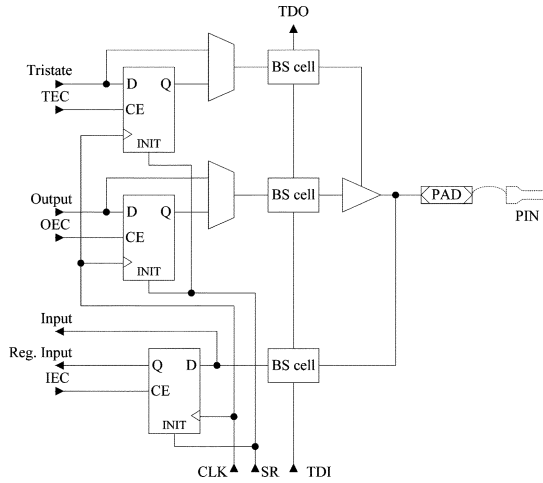 TDO
Tristate
TEC
D Q
CE
INIT
BS cell
Output
OEC
D Q
CE
INIT
BS cell
PAD
PIN
Input
Reg. Input
IEC
Q D
CE
INIT
BS cell
CLK SR TDI